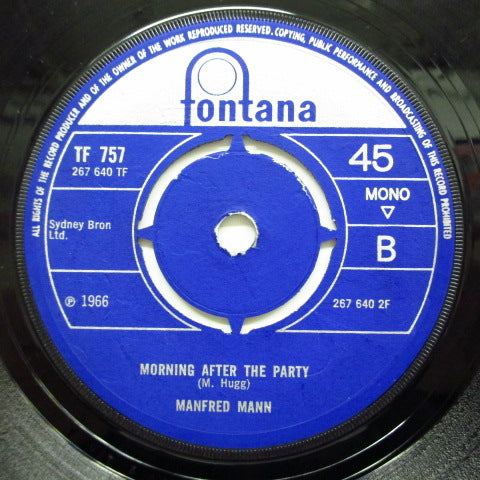 ALL RIGHTS OF THE RECORD PRODUCER AND OF THE OWNER OF THE WORK REPRODUCED RESERVED. COPYING, PUBLIC PERFORMANCE AND BROADCASTING OF THIS RECORD PROHIBITED
fontana
TF 757
267 640 TF
45
MONO
B
Sydney Bron
Ltd.
℗ 1966
267 640 2F
MORNING AFTER THE PARTY
(M. Hugg)
MANFRED MANN